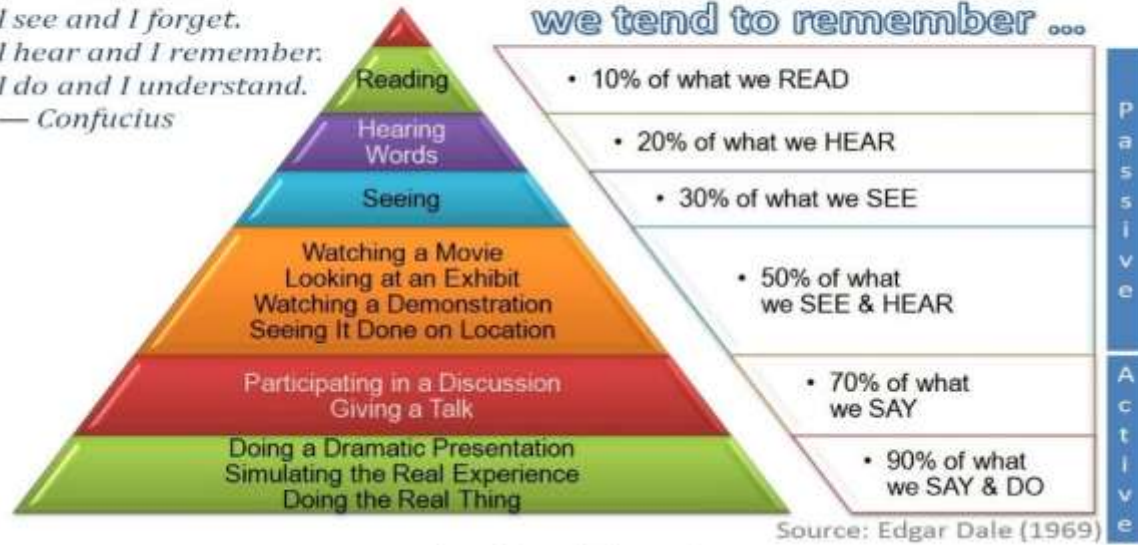 I see and I forget.
I hear and I remember.
I do and I understand.
— Confucius
we tend to remember ...
Reading
Hearing
Words
Seeing
Watching a Movie
Looking at an Exhibit
Watching a Demonstration
Seeing It Done on Location
Participating in a Discussion
Giving a Talk
Doing a Dramatic Presentation
Simulating the Real Experience
Doing the Real Thing
• 10% of what we READ
• 20% of what we HEAR
• 30% of what we SEE
• 50% of what
we SEE & HEAR
• 70% of what
we SAY
• 90% of what
we SAY & DO
Passive
Active
Source: Edgar Dale (1969)